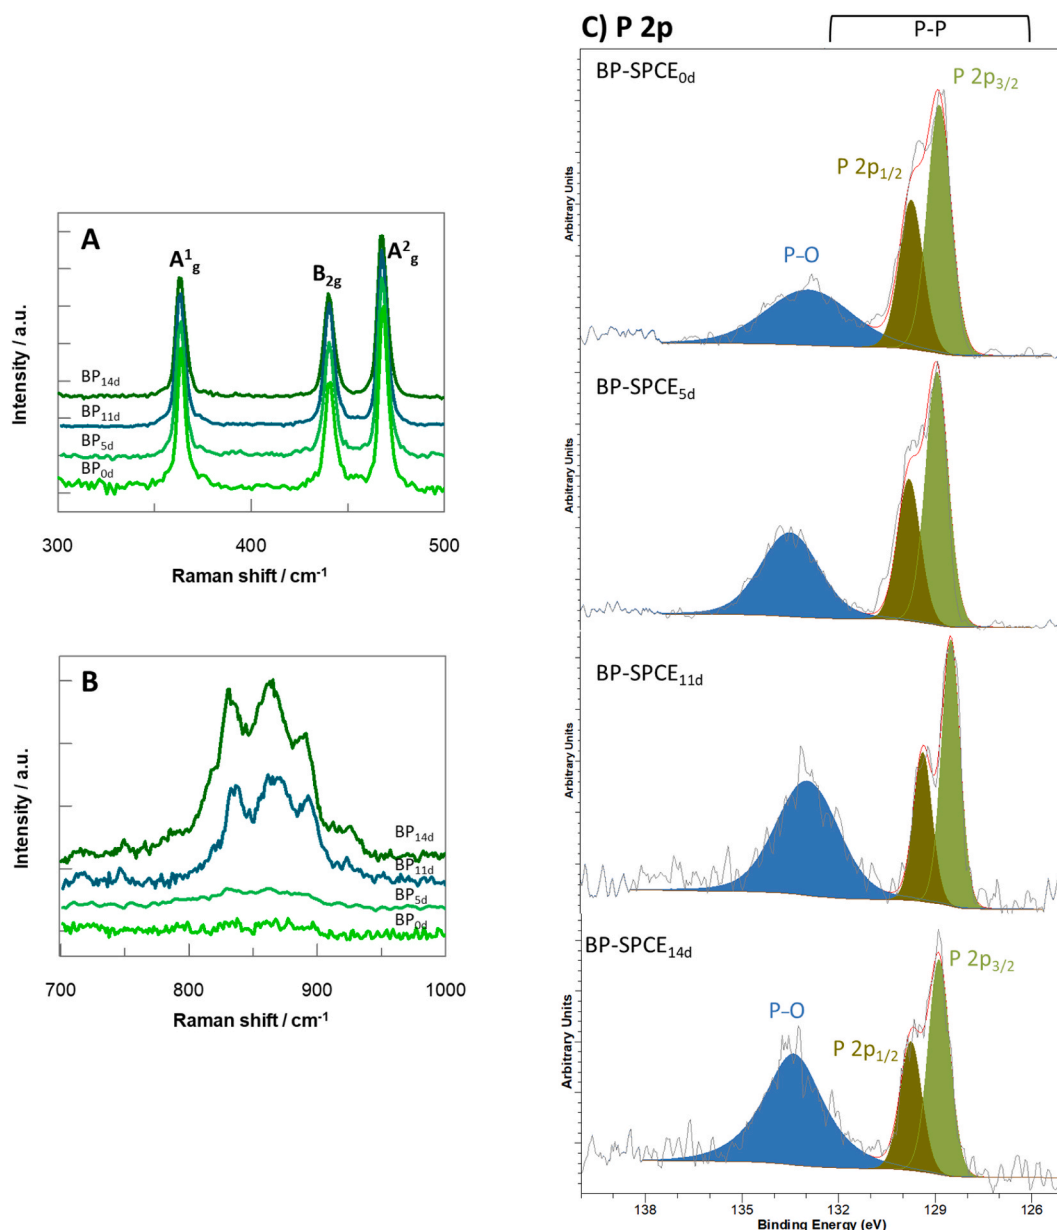 A
A¹g
B₂g
A²g
Intensity / a.u.
BP₁₄d
BP₁₁d
BP₅d
BP₀d
300 400 500
Raman shift / cm⁻¹
B
Intensity / a.u.
BP₁₄d
BP₁₁d
BP₅d
BP₀d
700 800 900 1000
Raman shift / cm⁻¹
C) P 2p
P-P
BP-SPCE₀d
P 2p₃/₂
P 2p₁/₂
P-O
Arbitrary Units
BP-SPCE₅d
Arbitrary Units
BP-SPCE₁₁d
Arbitrary Units
BP-SPCE₁₄d
P 2p₃/₂
P-O
P 2p₁/₂
Arbitrary Units
138 135 132 129 126
Binding Energy (eV)